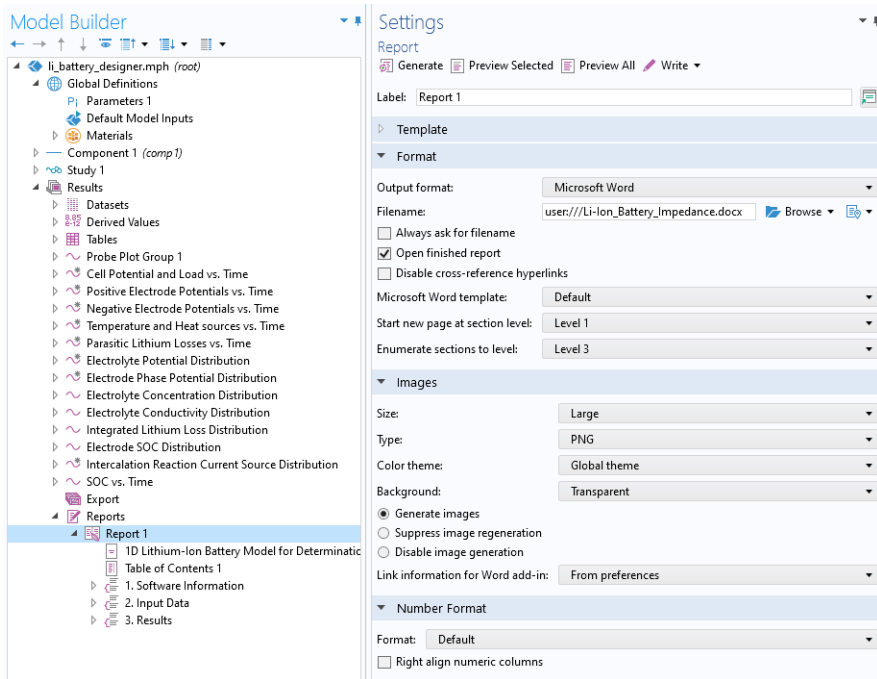 Model Builder
li_battery_designer.mph (root)
Global Definitions
Pi Parameters 1
Default Model Inputs
Materials
Component 1 (comp1)
Study 1
Results
Datasets
8.85
e-12
Derived Values
Tables
Probe Plot Group 1
Cell Potential and Load vs. Time
Positive Electrode Potentials vs. Time
Negative Electrode Potentials vs. Time
Temperature and Heat sources vs. Time
Parasitic Lithium Losses vs. Time
Electrolyte Potential Distribution
Electrode Phase Potential Distribution
Electrolyte Concentration Distribution
Electrolyte Conductivity Distribution
Integrated Lithium Loss Distribution
Electrode SOC Distribution
Intercalation Reaction Current Source Distribution
SOC vs. Time
Export
Reports
Report 1
1D Lithium-Ion Battery Model for Determinatic
Table of Contents 1
1. Software Information
2. Input Data
3. Results
Settings
Report
Generate Preview Selected Preview All Write
Label: Report 1
Template
Format
Output format: Microsoft Word
Filename: user:///Li-Ion_Battery_Impedance.docx Browse
Always ask for filename
Open finished report
Disable cross-reference hyperlinks
Microsoft Word template: Default
Start new page at section level: Level 1
Enumerate sections to level: Level 3
Images
Size: Large
Type: PNG
Color theme: Global theme
Background: Transparent
Generate images
Suppress image regeneration
Disable image generation
Link information for Word add-in: From preferences
Number Format
Format: Default
Right align numeric columns